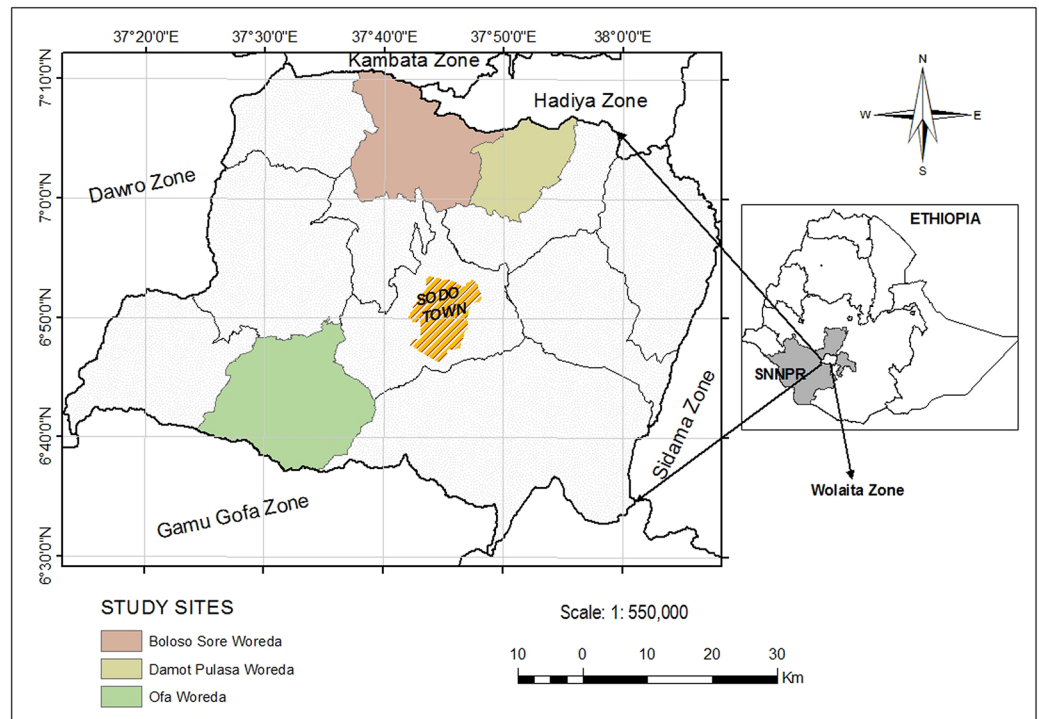 37°20'0"E 37°30'0"E 37°40'0"E 37°50'0"E 38°0'0"E
7°10'0"N
7°0'0"N
6°50'0"N
6°40'0"N
6°30'0"N
Kambata Zone
Hadiya Zone
Dawro Zone
SODO
TOWN
Sidama Zone
Gamu Gofa Zone
N
W E
S
ETHIOPIA
SNNPR
Wolaita Zone
STUDY SITES
Boloso Sore Woreda
Damot Pulasa Woreda
Ofa Woreda
Scale: 1: 550,000
10 5 0 10 20 30
Km